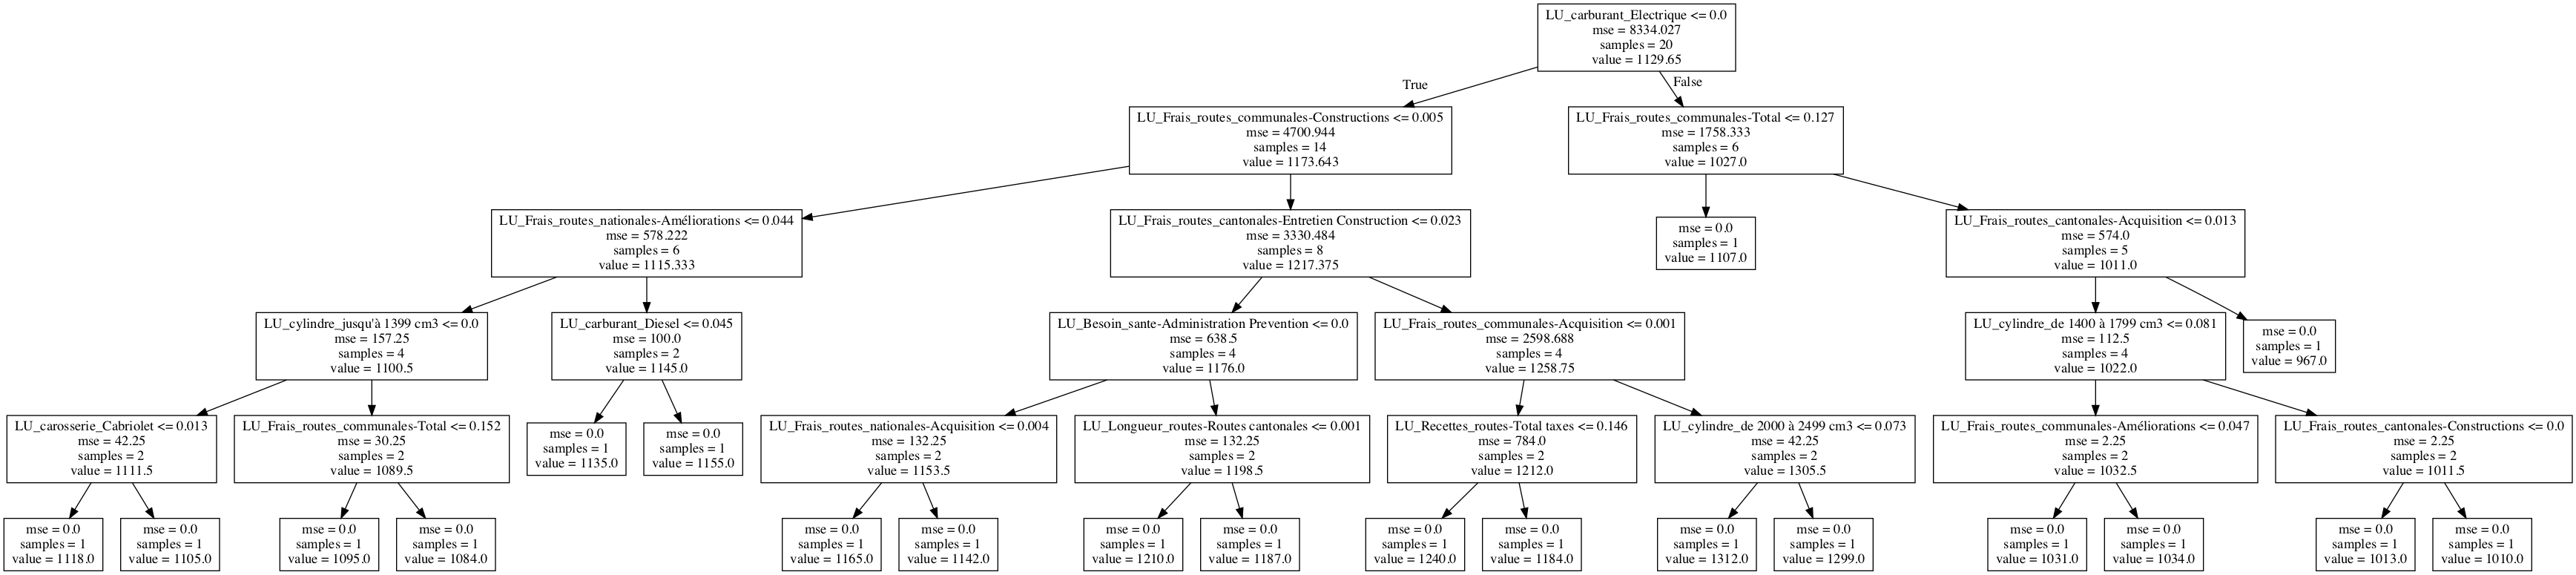 LU_carburant_Electrique <= 0.0
mse = 8334.027
samples = 20
value = 1129.65
True
False
LU_Frais_routes_communales-Constructions <= 0.005
mse = 4700.944
samples = 14
value = 1173.643
LU_Frais_routes_communales-Total <= 0.127
mse = 1758.333
samples = 6
value = 1027.0
LU_Frais_routes_nationales-Améliorations <= 0.044
mse = 578.222
samples = 6
value = 1115.333
LU_Frais_routes_cantonales-Entretien Construction <= 0.023
mse = 3330.484
samples = 8
value = 1217.375
mse = 0.0
samples = 1
value = 1107.0
LU_Frais_routes_cantonales-Acquisition <= 0.013
mse = 574.0
samples = 5
value = 1011.0
LU_cylindre_jusqu'à 1399 cm3 <= 0.0
mse = 157.25
samples = 4
value = 1100.5
LU_carburant_Diesel <= 0.045
mse = 100.0
samples = 2
value = 1145.0
LU_Besoin_sante-Administration Prevention <= 0.0
mse = 638.5
samples = 4
value = 1176.0
LU_Frais_routes_communales-Acquisition <= 0.001
mse = 2598.688
samples = 4
value = 1258.75
LU_cylindre_de 1400 à 1799 cm3 <= 0.081
mse = 112.5
samples = 4
value = 1022.0
mse = 0.0
samples = 1
value = 967.0
LU_carosserie_Cabriolet <= 0.013
mse = 42.25
samples = 2
value = 1111.5
LU_Frais_routes_communales-Total <= 0.152
mse = 30.25
samples = 2
value = 1089.5
mse = 0.0
samples = 1
value = 1135.0
mse = 0.0
samples = 1
value = 1155.0
LU_Frais_routes_nationales-Acquisition <= 0.004
mse = 132.25
samples = 2
value = 1153.5
LU_Longueur_routes-Routes cantonales <= 0.001
mse = 132.25
samples = 2
value = 1198.5
LU_Recettes_routes-Total taxes <= 0.146
mse = 784.0
samples = 2
value = 1212.0
LU_cylindre_de 2000 à 2499 cm3 <= 0.073
mse = 42.25
samples = 2
value = 1305.5
LU_Frais_routes_communales-Améliorations <= 0.047
mse = 2.25
samples = 2
value = 1032.5
LU_Frais_routes_cantonales-Constructions <= 0.0
mse = 2.25
samples = 2
value = 1011.5
mse = 0.0
samples = 1
value = 1118.0
mse = 0.0
samples = 1
value = 1105.0
mse = 0.0
samples = 1
value = 1095.0
mse = 0.0
samples = 1
value = 1084.0
mse = 0.0
samples = 1
value = 1165.0
mse = 0.0
samples = 1
value = 1142.0
mse = 0.0
samples = 1
value = 1210.0
mse = 0.0
samples = 1
value = 1187.0
mse = 0.0
samples = 1
value = 1240.0
mse = 0.0
samples = 1
value = 1184.0
mse = 0.0
samples = 1
value = 1312.0
mse = 0.0
samples = 1
value = 1299.0
mse = 0.0
samples = 1
value = 1031.0
mse = 0.0
samples = 1
value = 1034.0
mse = 0.0
samples = 1
value = 1013.0
mse = 0.0
samples = 1
value = 1010.0